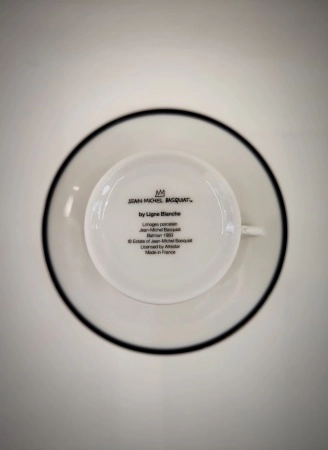 JEAN-MICHEL BASQUIAT™
by Ligne Blanche
Limoges porcelain
Jean-Michel Basquiat
Batman 1983
© Estate of Jean-Michel Basquiat
Licensed by Artestar
Made in France